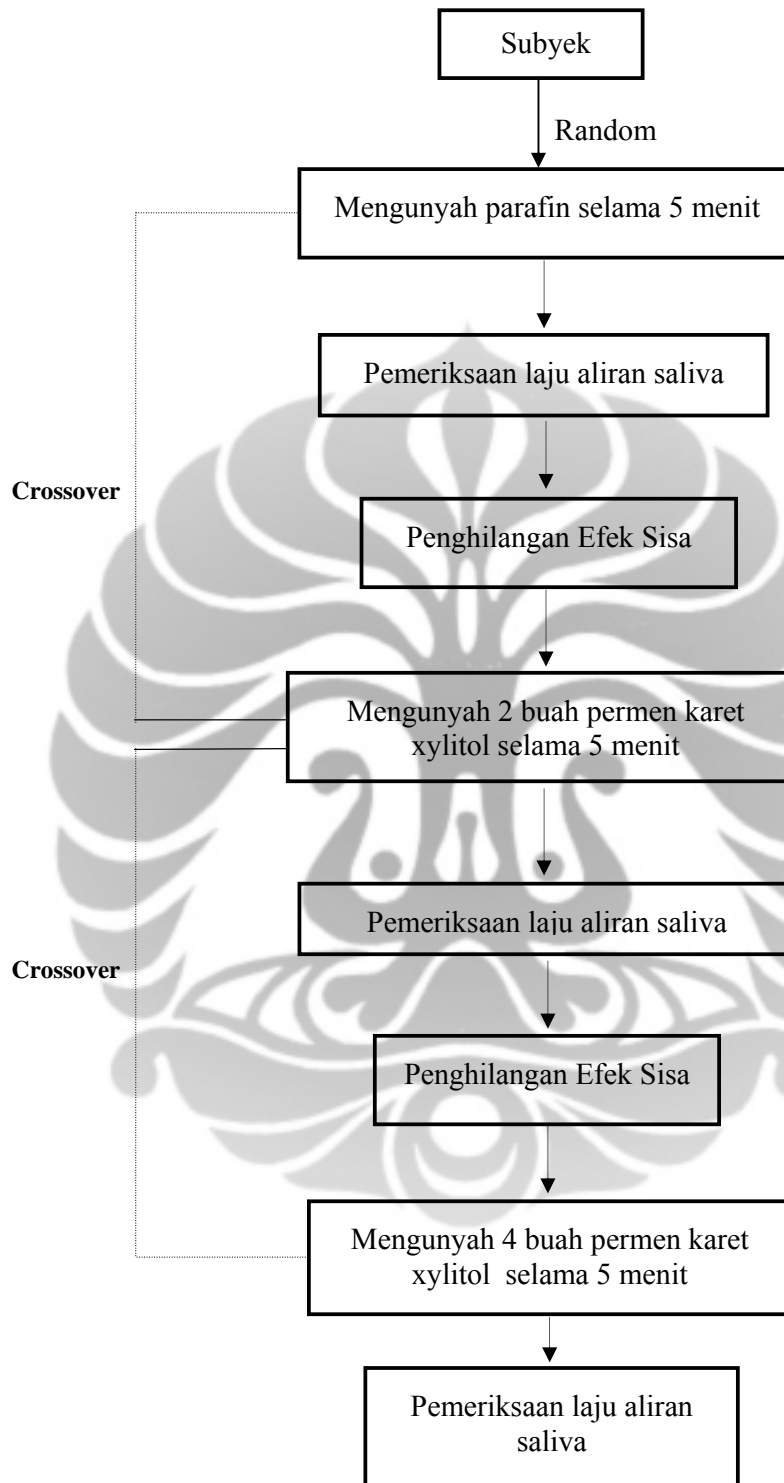 Subyek
Random
Mengunyah parafin selama 5 menit
Pemeriksaan laju aliran saliva
Crossover
Penghilangan Efek Sisa
Mengunyah 2 buah permen karet
xylitol selama 5 menit
Pemeriksaan laju aliran saliva
Crossover
Penghilangan Efek Sisa
Mengunyah 4 buah permen karet
xylitol selama 5 menit
Pemeriksaan laju aliran
saliva